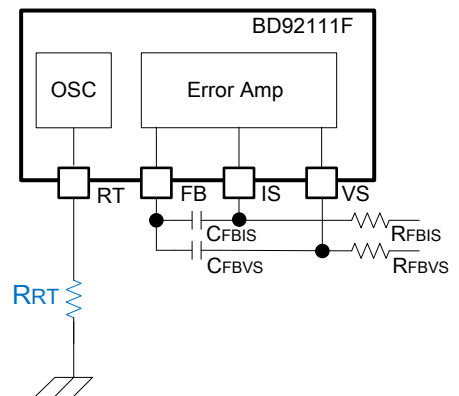 BD92111F
OSC
Error Amp
RT
FB
IS
VS
CFBIS
RFBIS
CFBVS
RFBVS
RRT